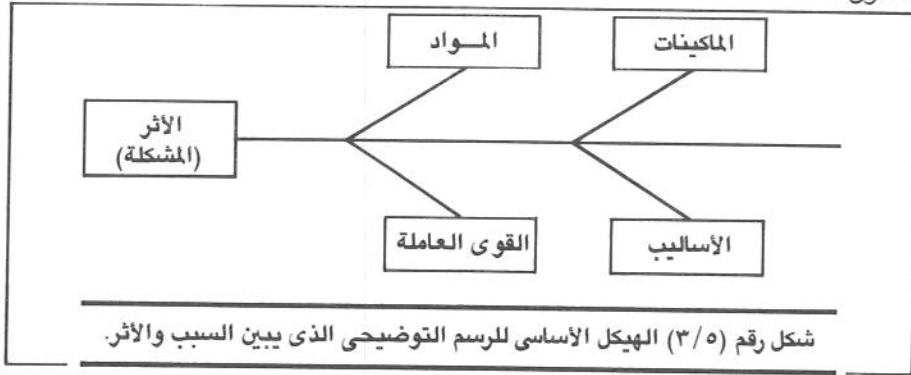 الماكينات
المــواد
الأثر
(المشكلة)
الأساليب
القوى العاملة
شكل رقم (٣/٥) الهيكل الأساسى للرسم التوضيحى الذى يبين السبب والأثر.